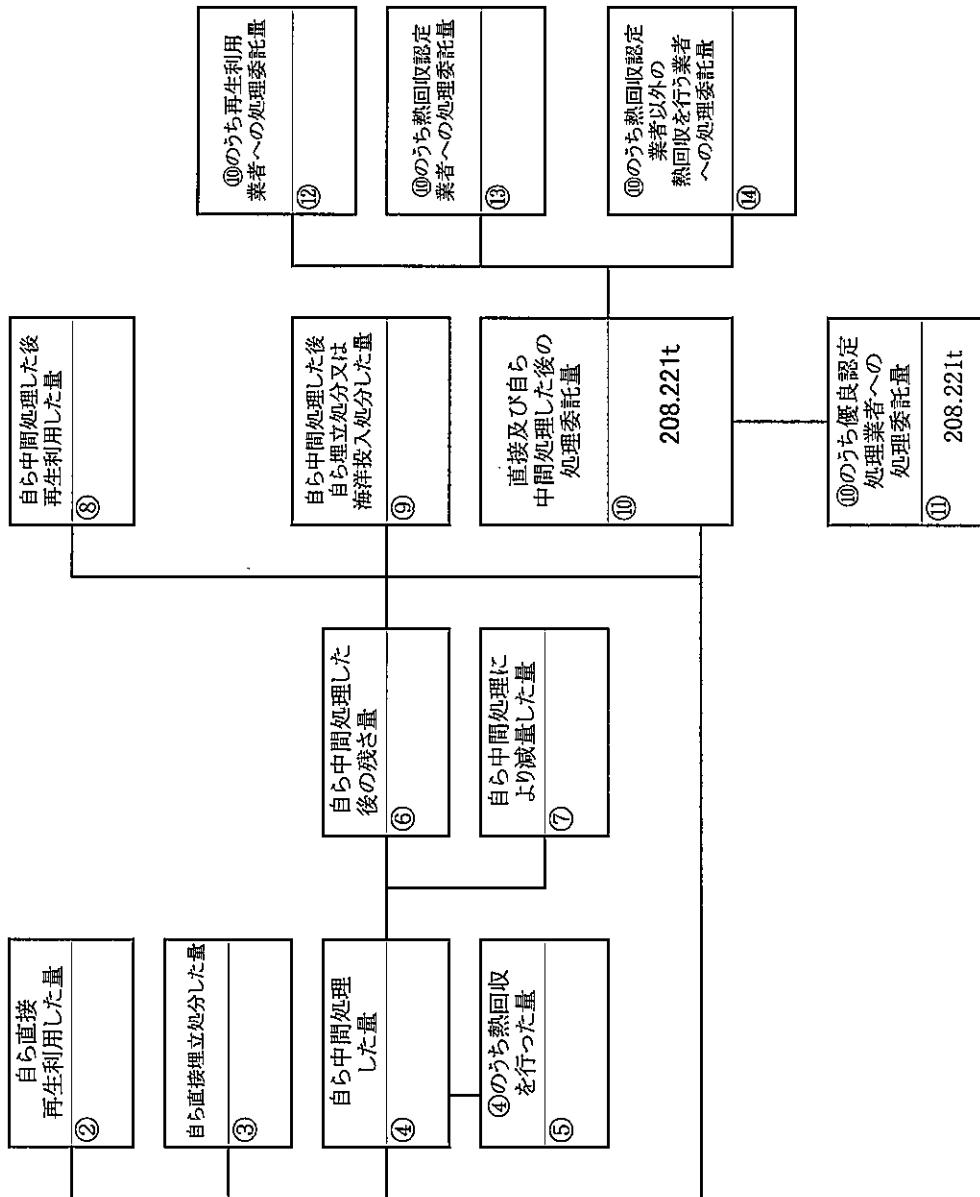 自ら直接
再生利用した量
②
自ら直接埋立処分した量
③
自ら中間処理
した量
④
④のうち熱回収
を行った量
⑤
自ら中間処理した
後の残さ量
⑥
自ら中間処理に
より減量した量
⑦
自ら中間処理した後
再生利用した量
⑧
自ら中間処理した後
自ら埋立処分又は
海洋投入処分した量
⑨
直接及び自ら
中間処理した後の
処理委託量
⑩
208.221t
⑩のうち優良認定
処理業者への
処理委託量
⑪
208.221t
⑩のうち再生利用
業者への処理委託量
⑫
⑩のうち熱回収認定
業者への処理委託量
⑬
⑩のうち熱回収認定
業者以外の
熱回収を行う業者
への処理委託量
⑭